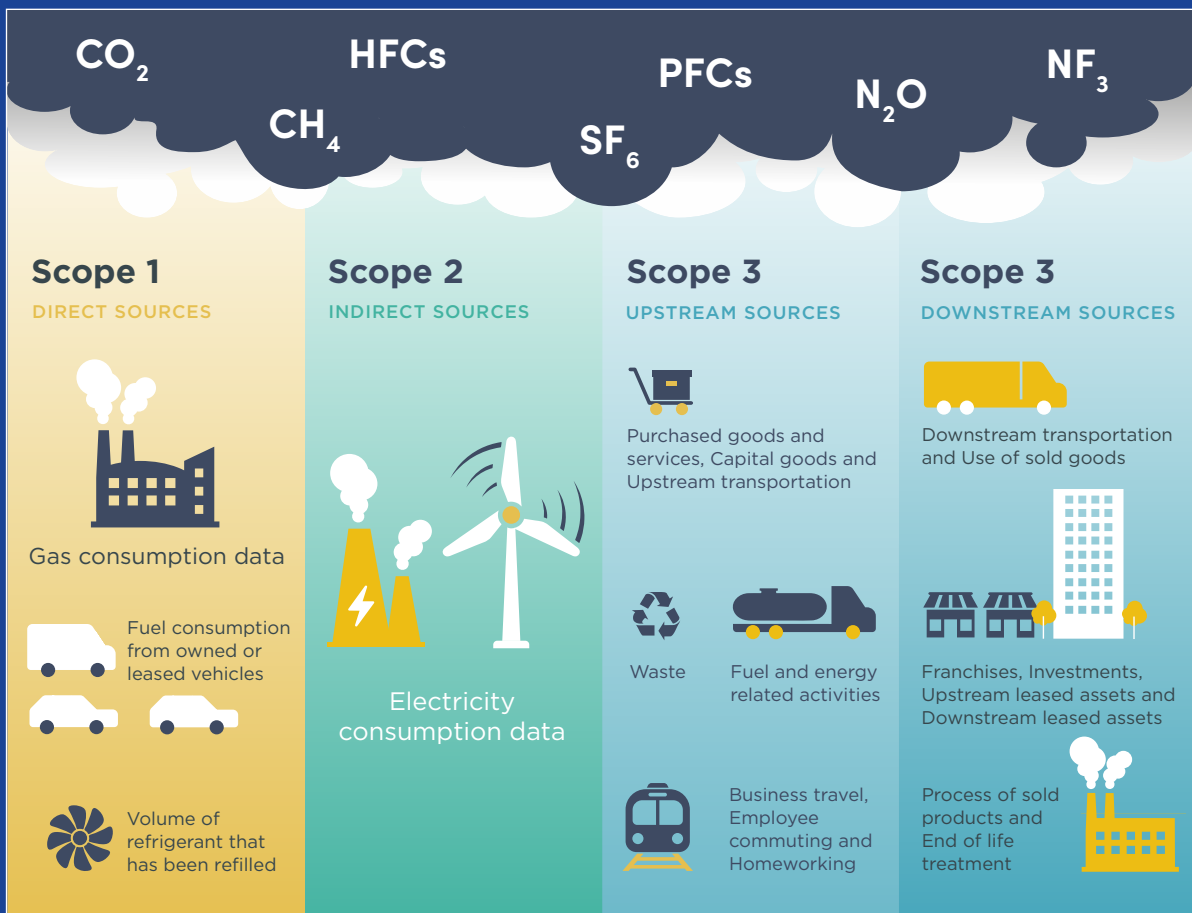 CO₂
HFCs
PFCs
NF₃
N₂O
CH₄
SF₆
Scope 1
DIRECT SOURCES
Gas consumption data
Fuel consumption
from owned or
leased vehicles
Volume of
refrigerant that
has been refilled
Scope 2
INDIRECT SOURCES
Electricity
consumption data
Scope 3
UPSTREAM SOURCES
Purchased goods and
services, Capital goods and
Upstream transportation
Waste
Fuel and energy
related activities
Business travel,
Employee
commuting and
Homeworking
Scope 3
DOWNSTREAM SOURCES
Downstream transportation
and Use of sold goods
Franchises, Investments,
Upstream leased assets and
Downstream leased assets
Process of sold
products and
End of life
treatment